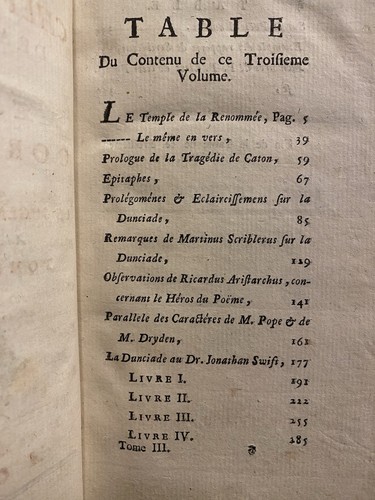 TABLE
Du Contenu de ce Troisieme
Volume.
LE Temple de la Renommée, Pag. 5
------ Le même en vers, 39
Prologue de la Tragédie de Caton, 59
Epitaphes, 67
Prolégoménes & Eclaircissemens sur la
Dunciade, 85
Remarques de Martinus Scriblerus sur la
Dunciade, 129
Observations de Ricardus Aristarchus, con-
cernant le Héros du Poëme, 141
Parallele des Caractéres de M. Pope & de
M. Dryden, 161
La Dunciade au Dr. Jonathan Swift, 177
LIVRE I. 191
LIVRE II. 222
LIVRE III. 255
LIVRE IV. 285
Tome III.